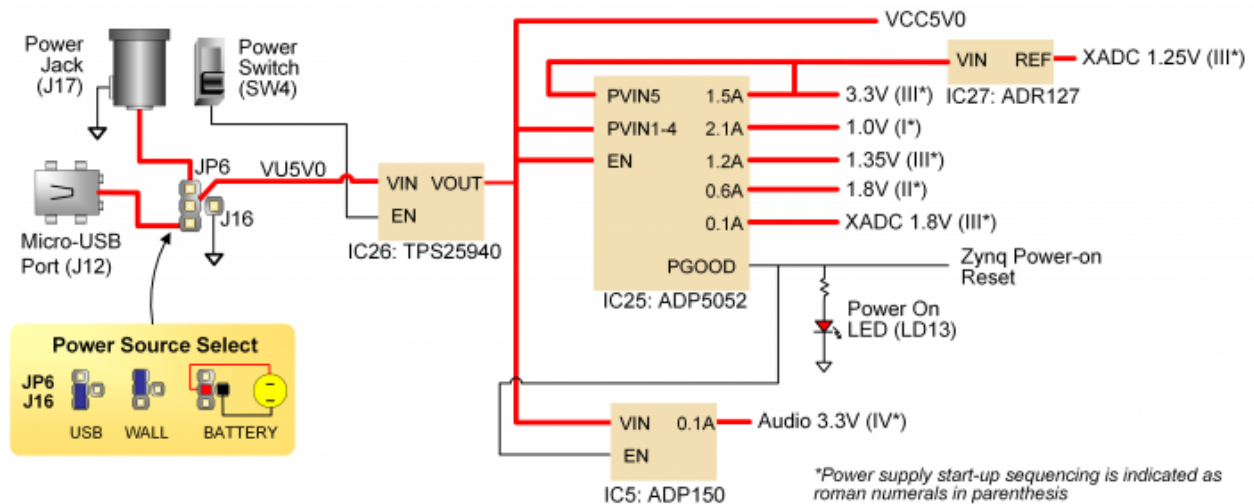 Power
Jack
(J17)
Power
Switch
(SW4)
VCC5V0
VIN REF
XADC 1.25V (III*)
IC27: ADR127
PVIN5 1.5A
3.3V (III*)
PVIN1-4 2.1A
1.0V (I*)
EN 1.2A
1.35V (III*)
0.6A
1.8V (II*)
0.1A
XADC 1.8V (III*)
PGOOD
IC25: ADP5052
JP6
VU5V0
J16
VIN VOUT
EN
IC26: TPS25940
Micro-USB
Port (J12)
Zynq Power-on
Reset
Power On
LED (LD13)
Power Source Select
JP6
J16
USB WALL BATTERY
VIN 0.1A
Audio 3.3V (IV*)
EN
IC5: ADP150
*Power supply start-up sequencing is indicated as
roman numerals in parenthesis